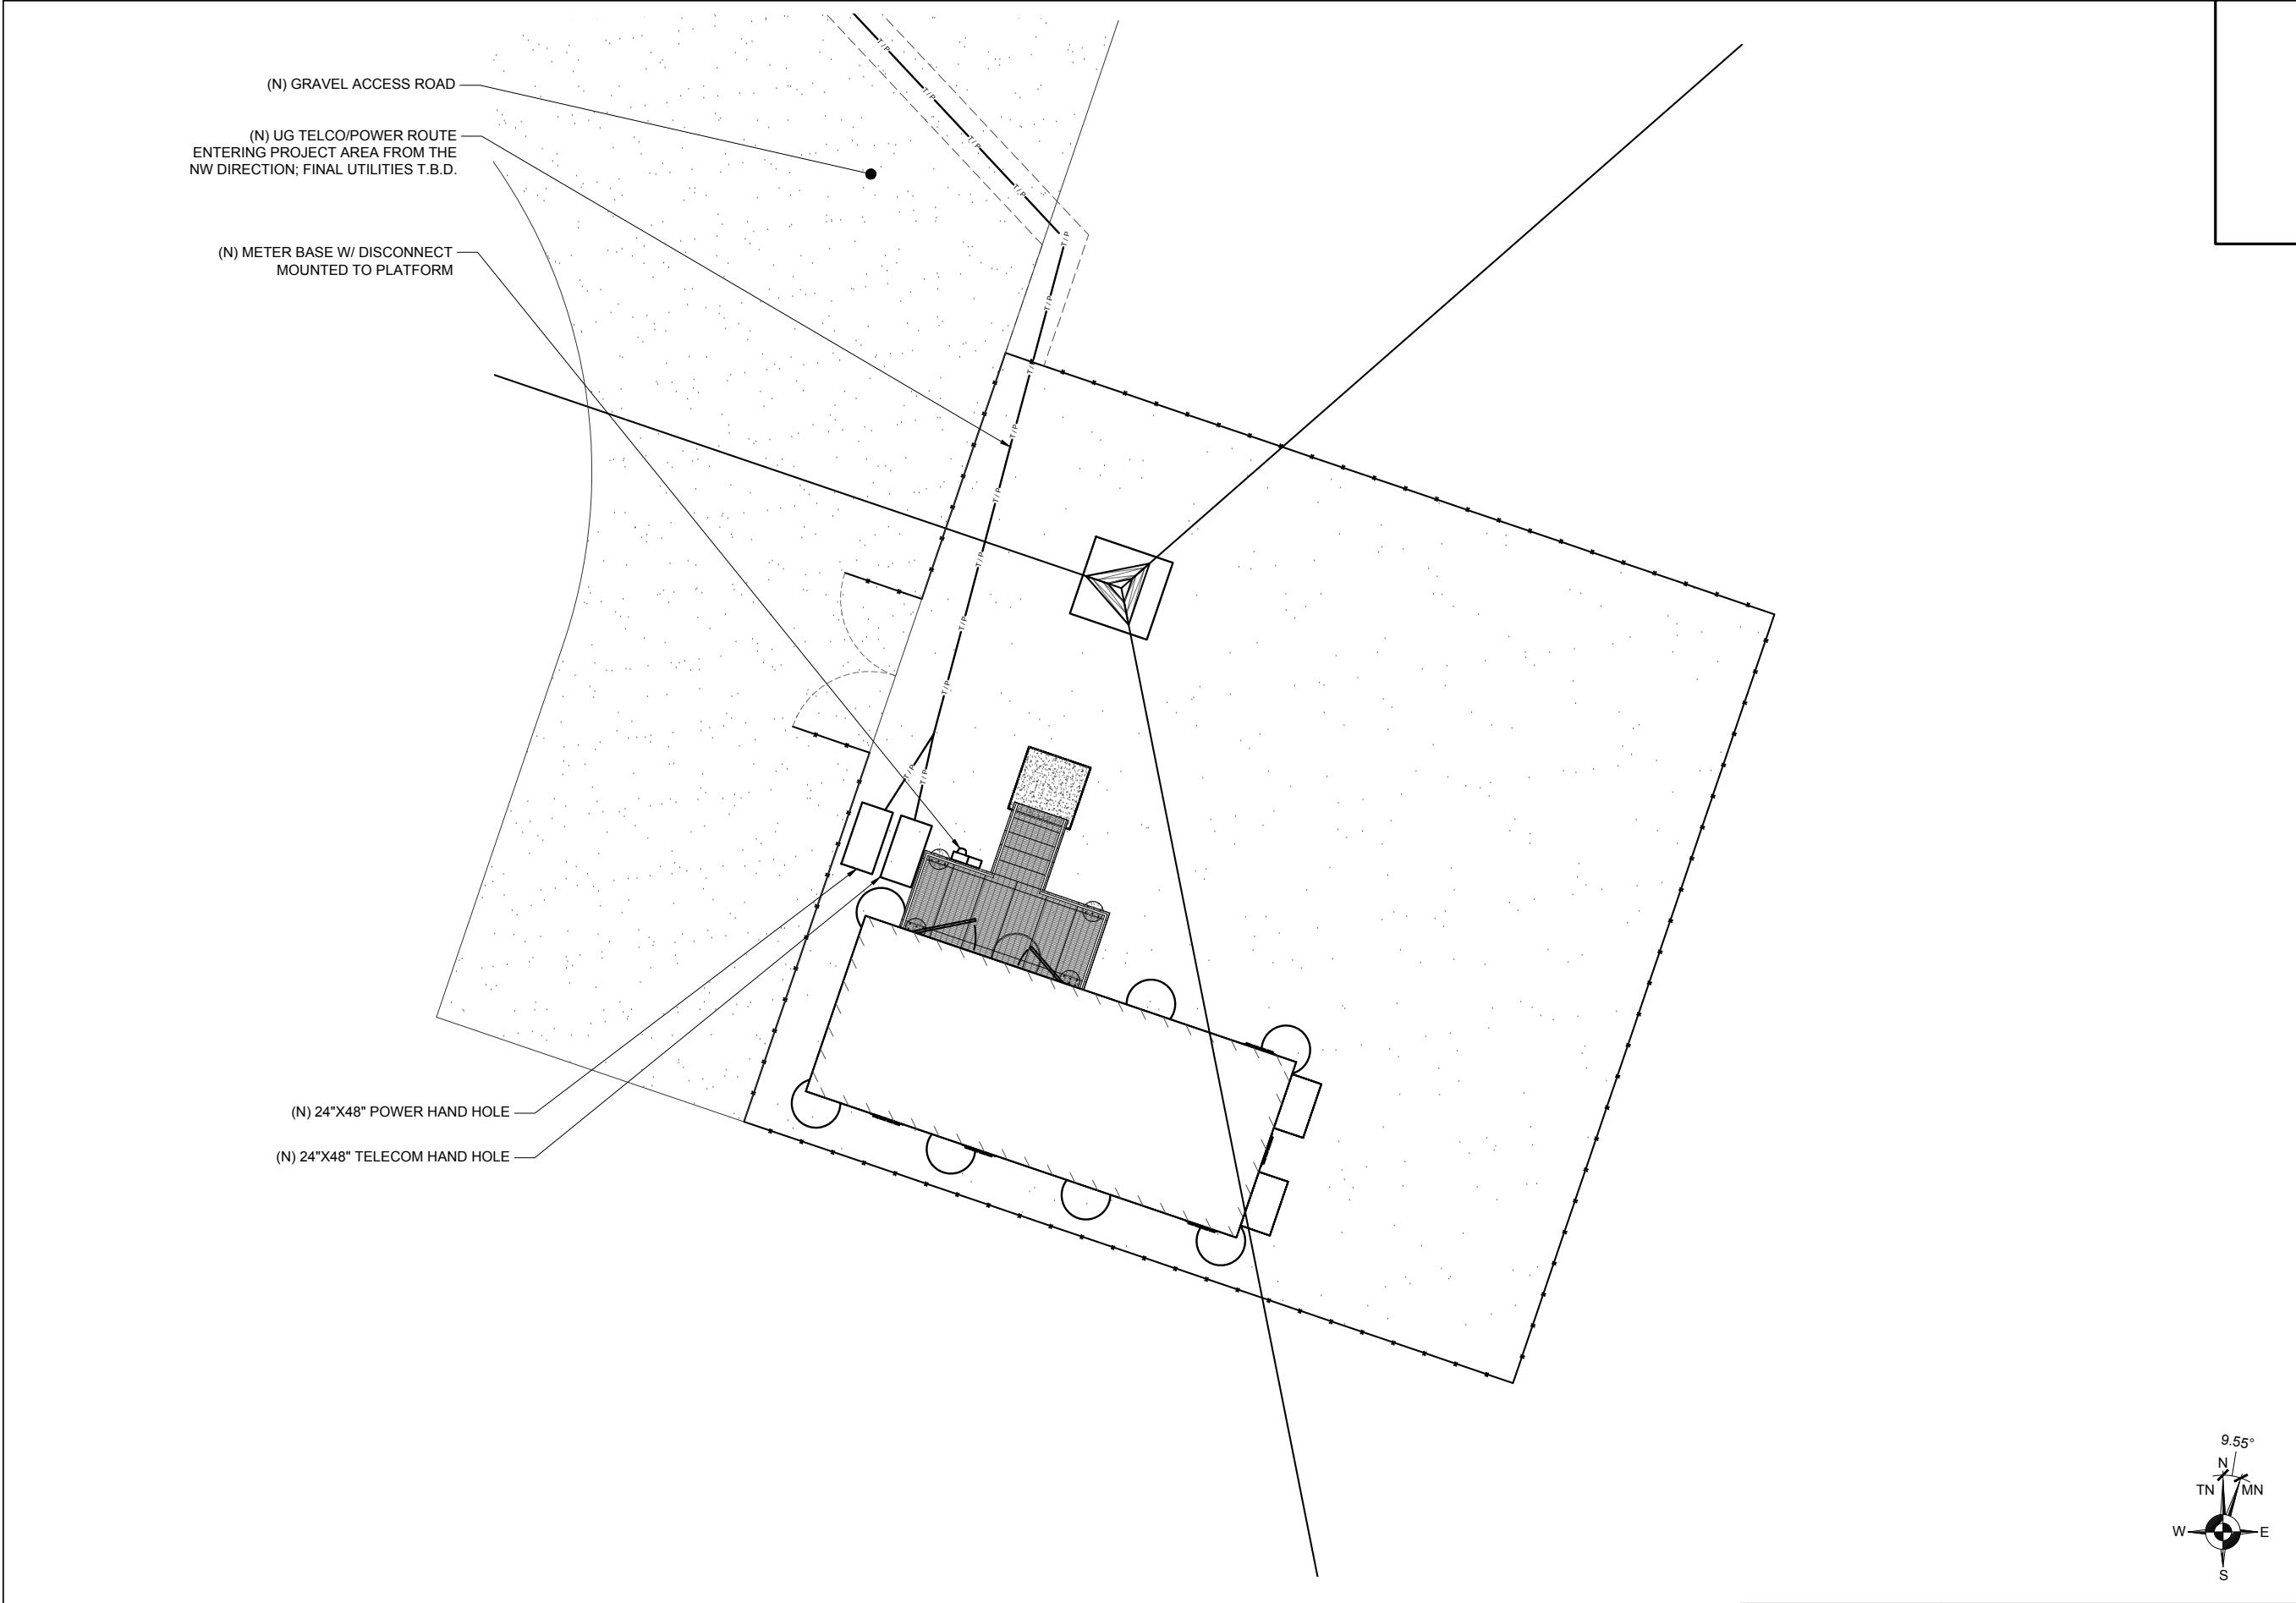 (N) GRAVEL ACCESS ROAD
(N) UG TELCO/POWER ROUTE
ENTERING PROJECT AREA FROM THE
NW DIRECTION; FINAL UTILITIES T.B.D.
(N) METER BASE W/ DISCONNECT
MOUNTED TO PLATFORM
T/P
T/P
T/P
T/P
T/P
T/P
T/
T/P
T/P
T/P
T/P
T/P
T/P
T/P
(N) 24"X48" POWER HAND HOLE
(N) 24"X48" TELECOM HAND HOLE
9.55°
N
TN MN
W E
S